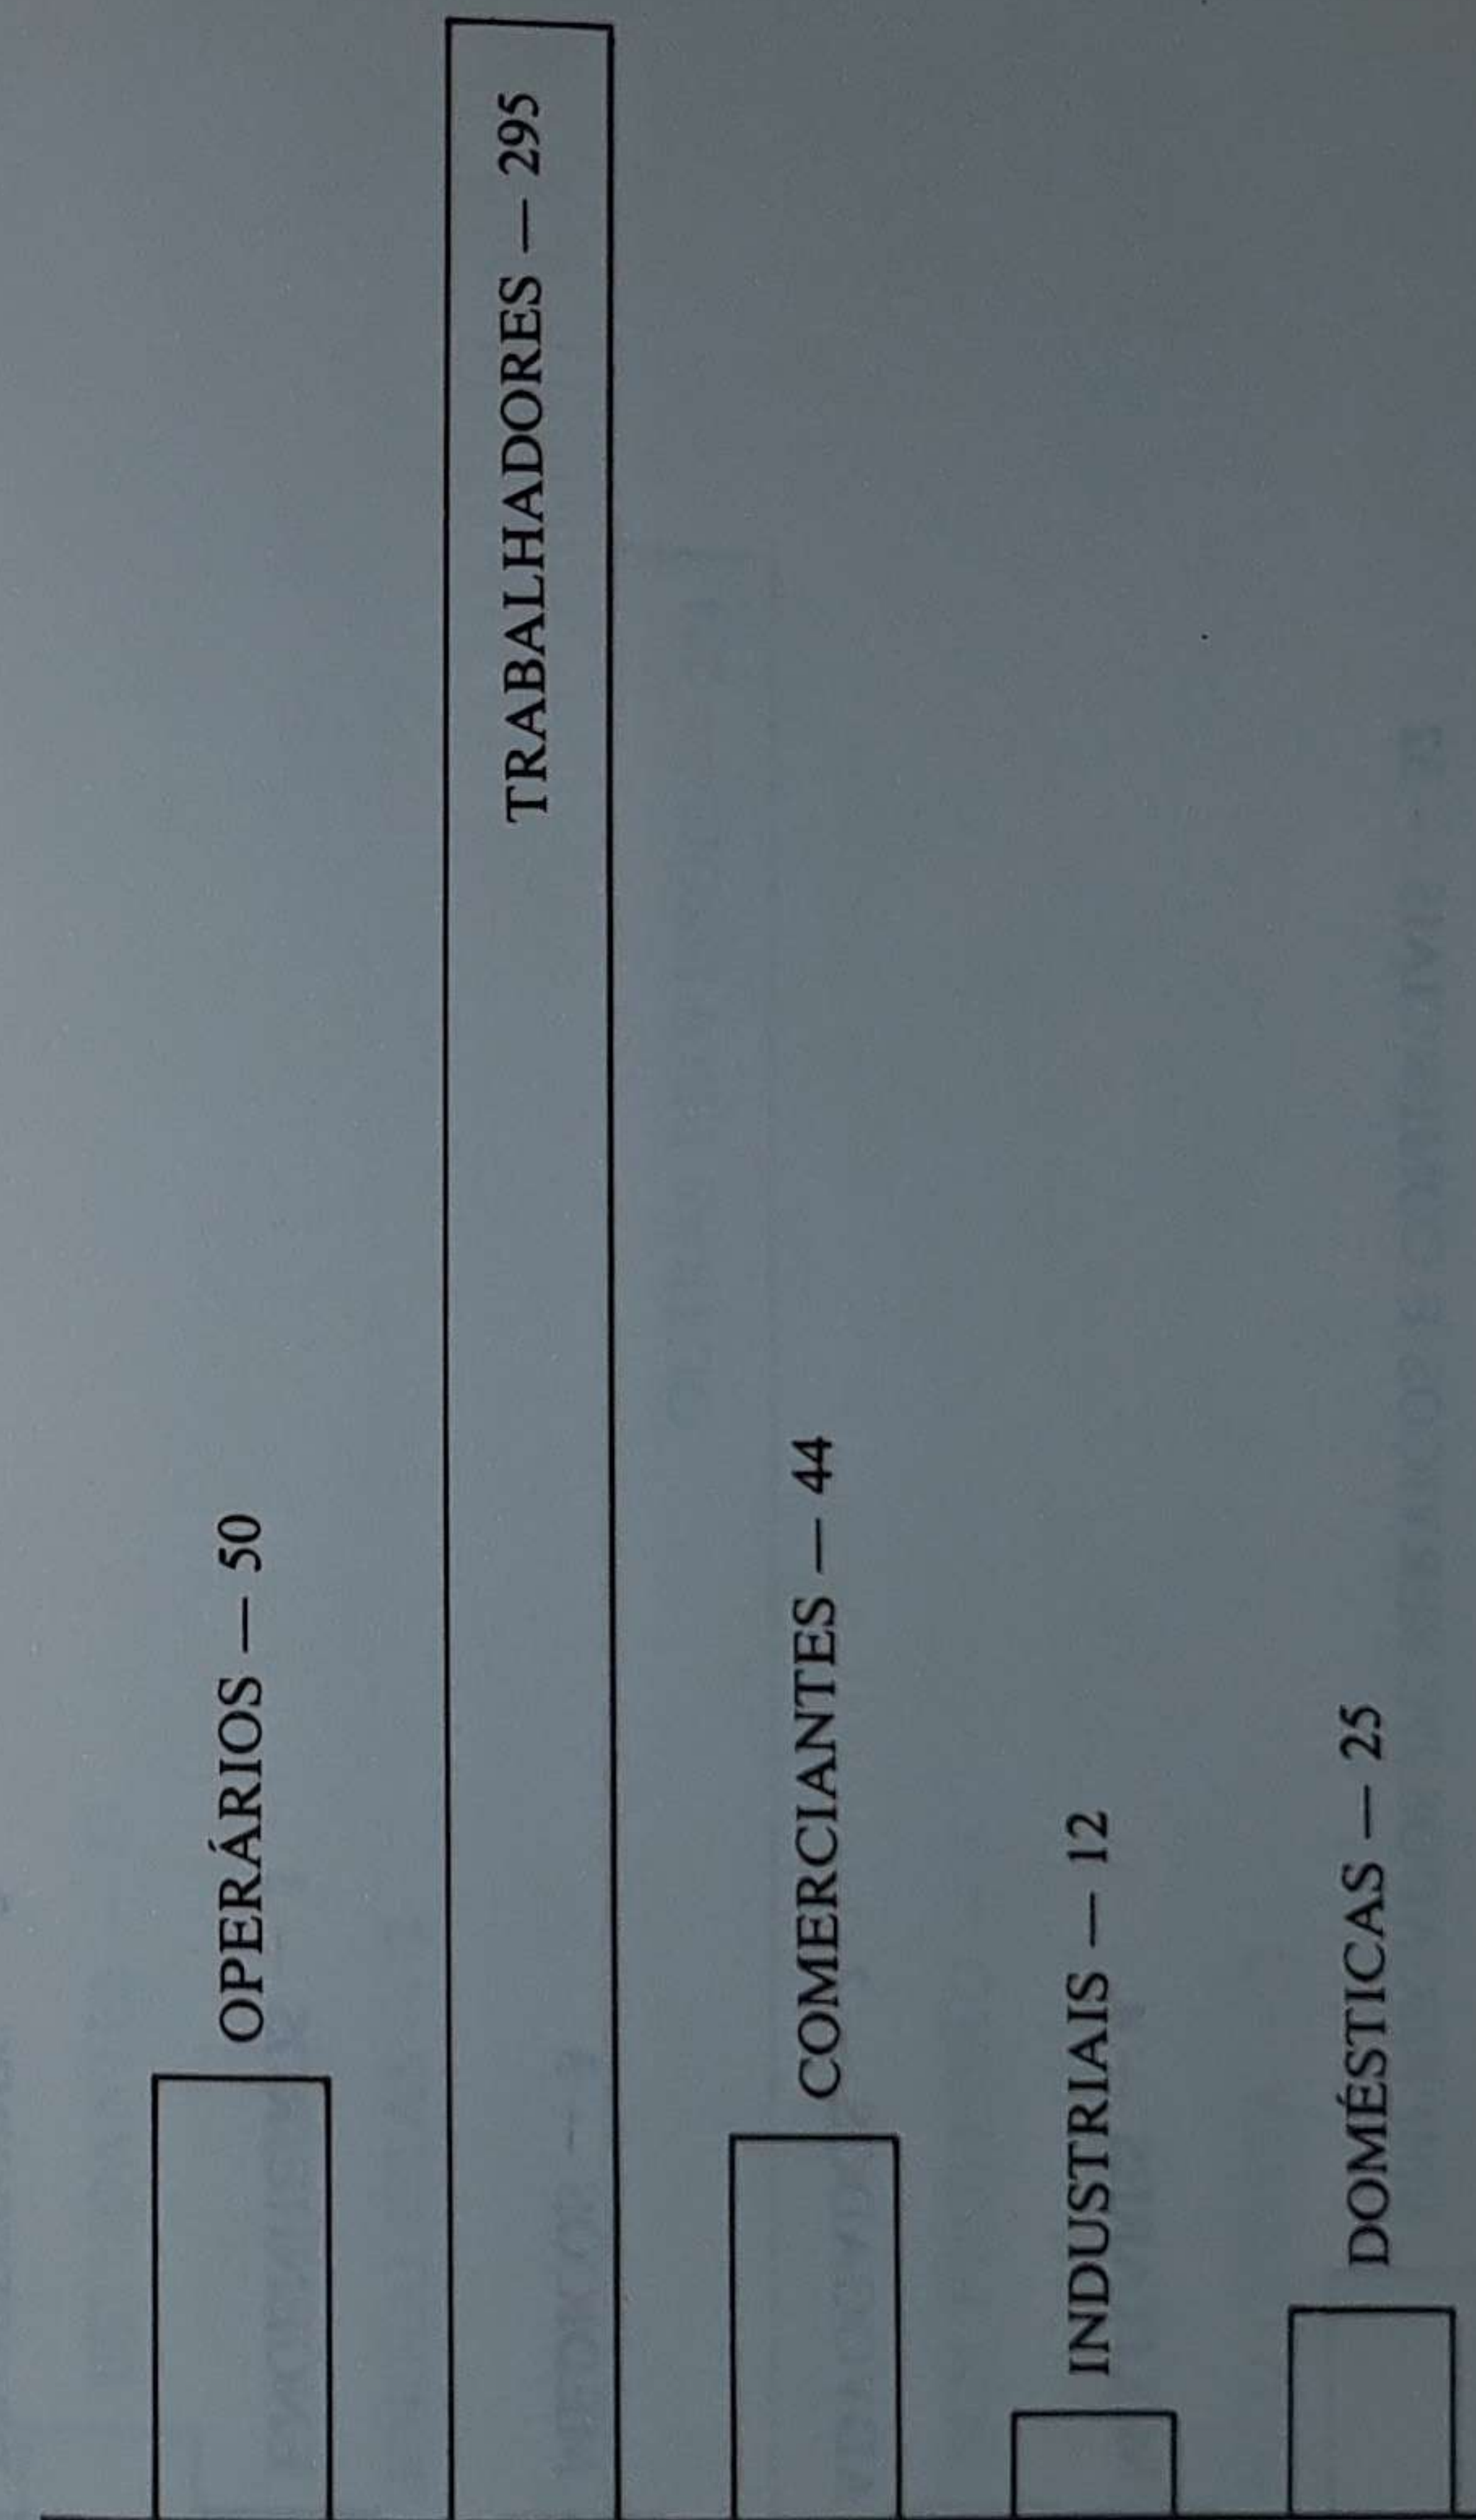 OPERÁRIOS — 50
TRABALHADORES — 295
COMERCIANTES — 44
INDUSTRIAIS — 12
DOMÉSTICAS — 25